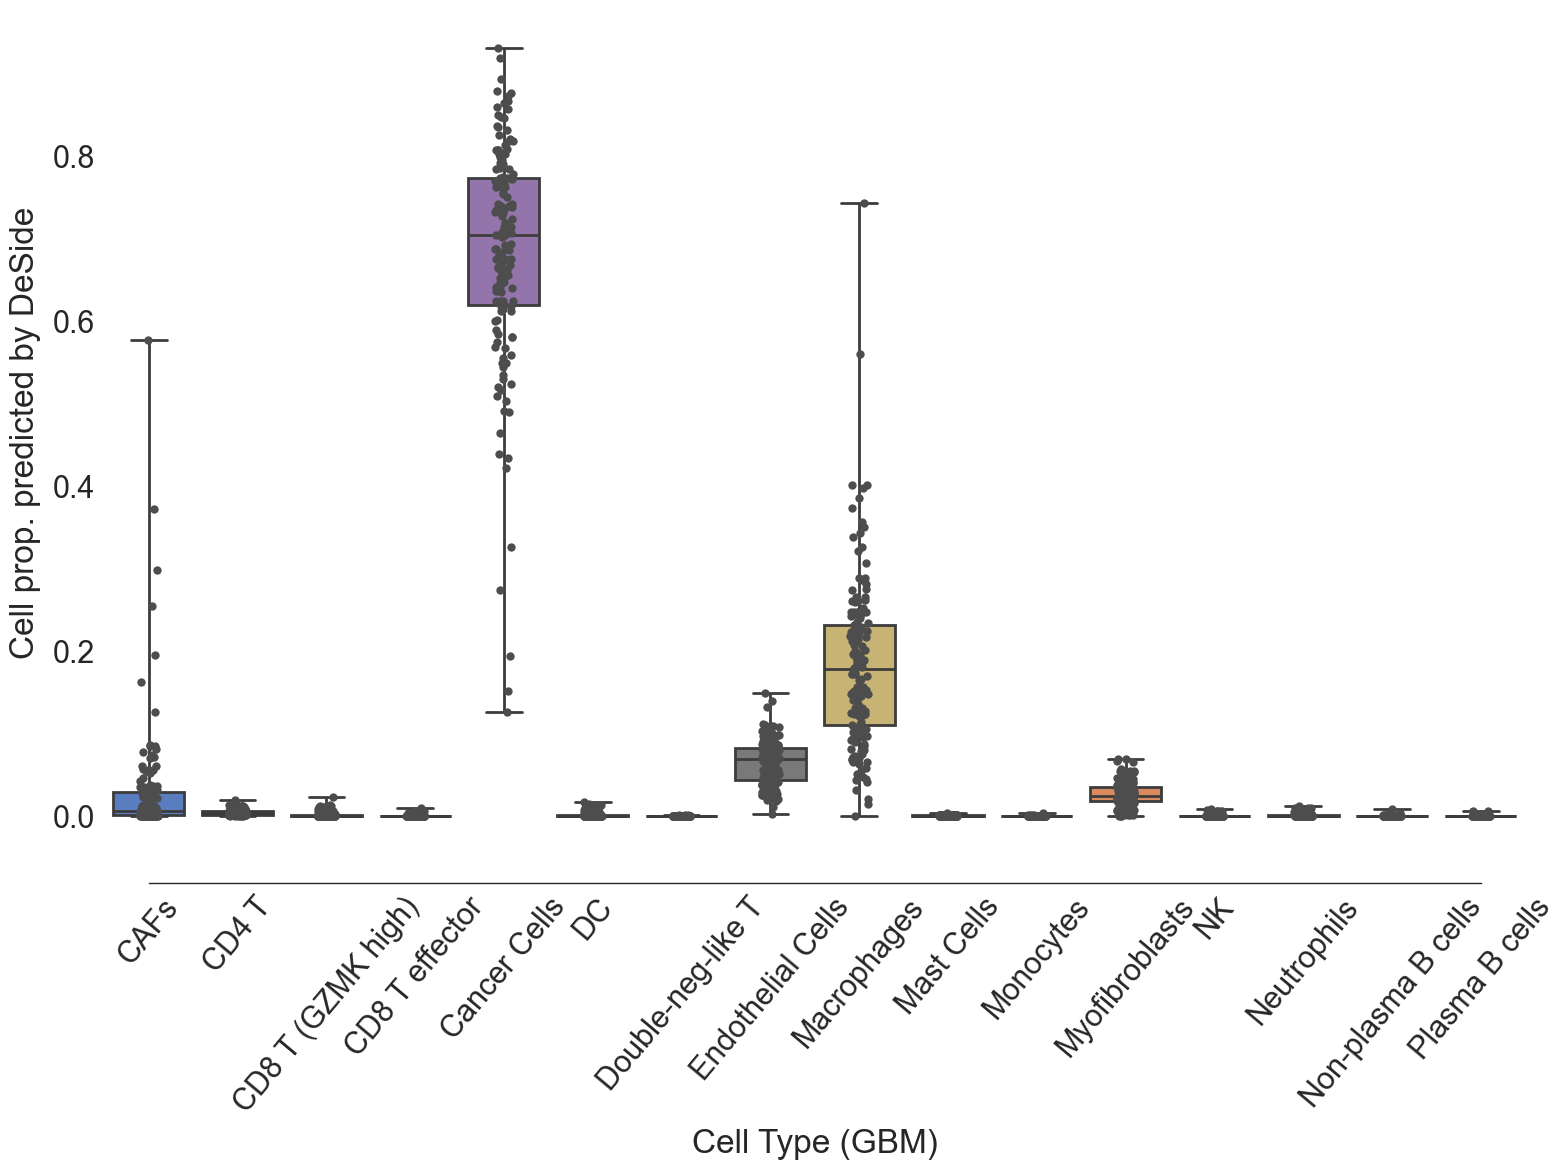 Cell prop. predicted by DeSide
0.8
0.6
0.4
0.2
0.0
CAFs
CD4 T
CD8 T (GZMK high)
CD8 T effector
Cancer Cells
DC
Double-neg-like T
Endothelial Cells
Macrophages
Mast Cells
Monocytes
Myofibroblasts
NK
Neutrophils
Non-plasma B cells
Plasma B cells
Cell Type (GBM)